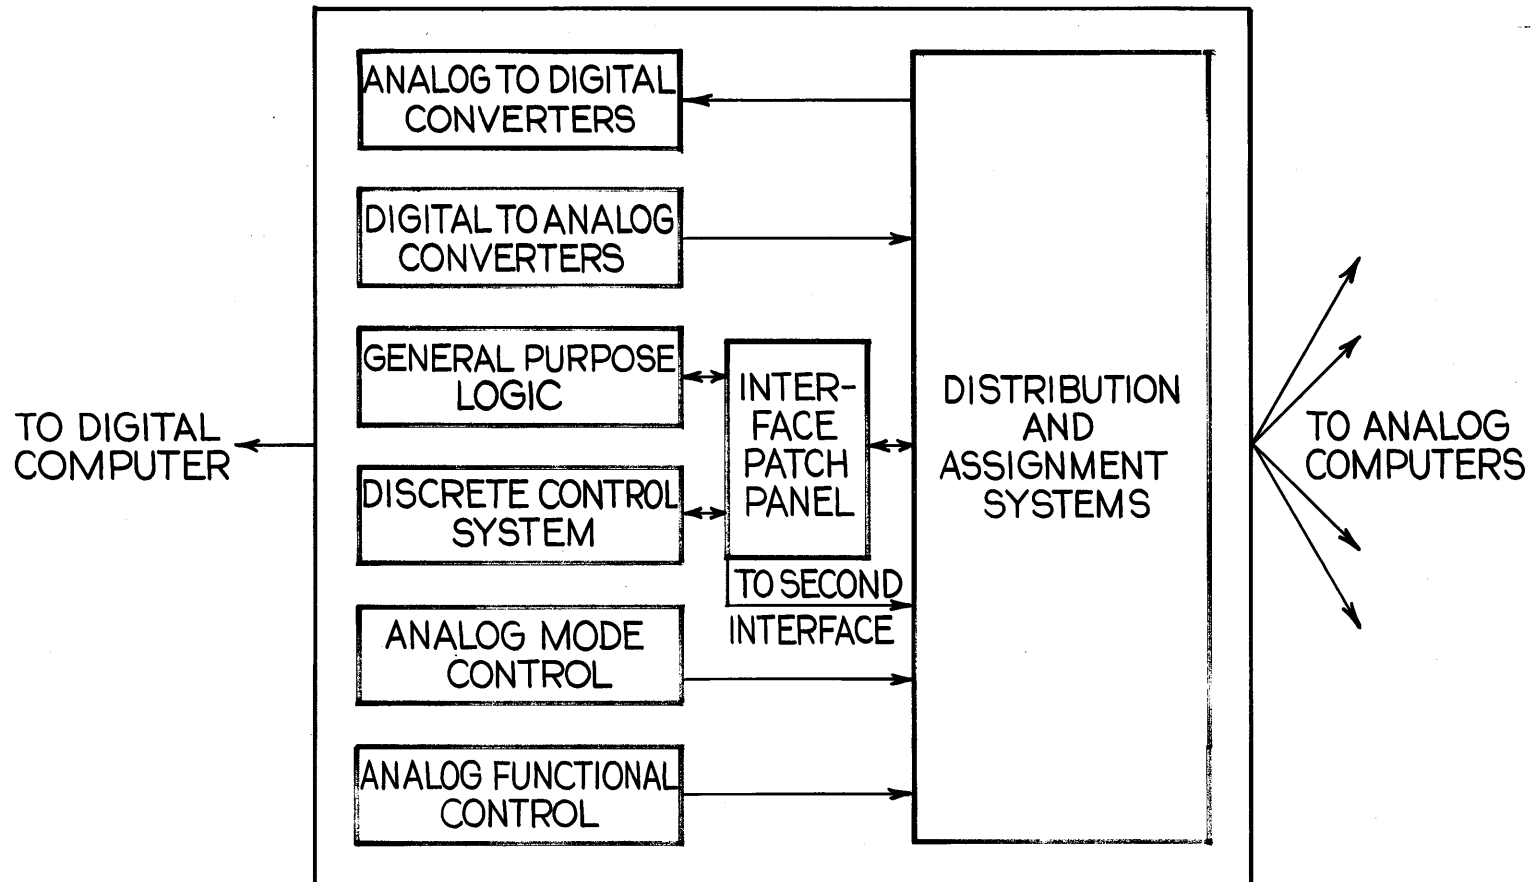 ANALOG TO DIGITAL
CONVERTERS
DIGITAL TO ANALOG
CONVERTERS
GENERAL PURPOSE
LOGIC
DISCRETE CONTROL
SYSTEM
ANALOG MODE
CONTROL
ANALOG FUNCTIONAL
CONTROL
INTER-
FACE
PATCH
PANEL
TO SECOND
INTERFACE
DISTRIBUTION
AND
ASSIGNMENT
SYSTEMS
TO DIGITAL
COMPUTER
TO ANALOG
COMPUTERS